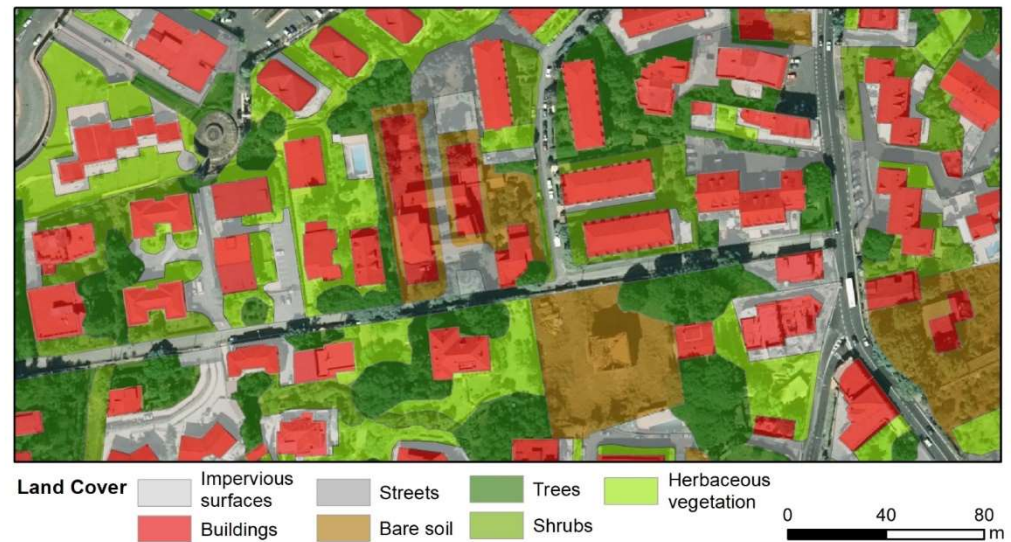 Land Cover
Impervious
surfaces
Buildings
Streets
Bare soil
Trees
Shrubs
Herbaceous
vegetation
0 40 80
m